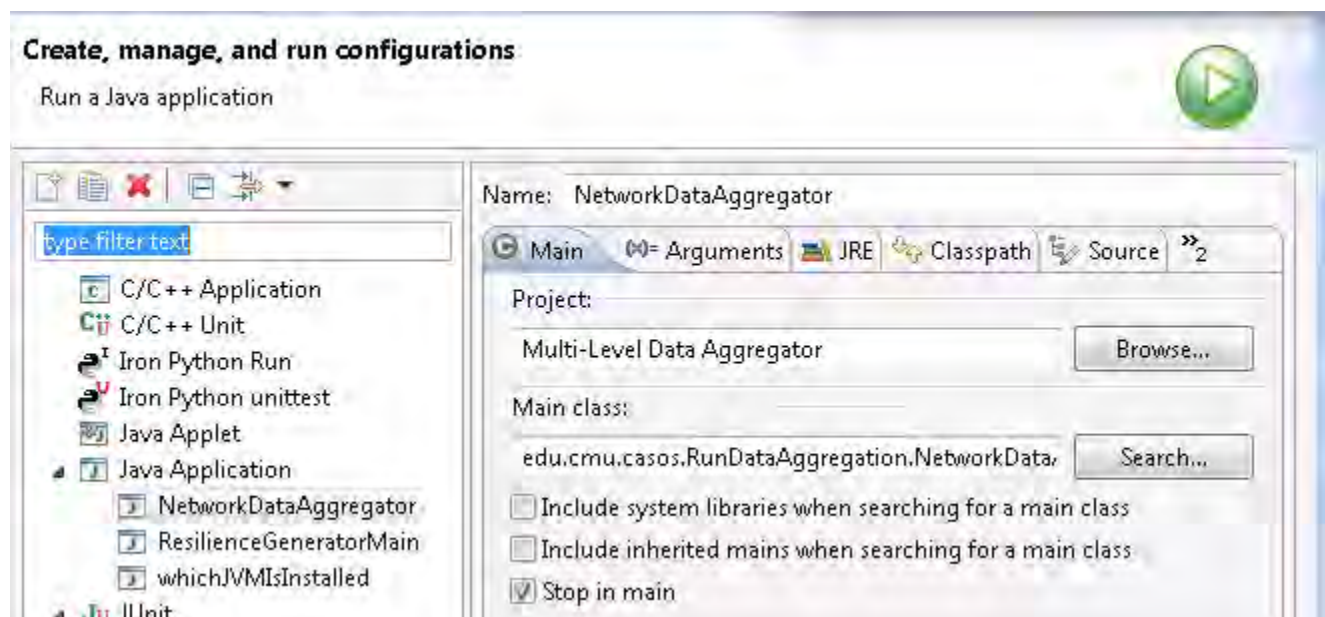 Create, manage, and run configurations
Run a Java application
type filter text
C/C++ Application
C/C++ Unit
Iron Python Run
Iron Python unittest
Java Applet
Java Application
NetworkDataAggregator
ResilienceGeneratorMain
whichJVMIsInstalled
JUnit
Name: NetworkDataAggregator
Main (x)= Arguments JRE Classpath Source »2
Project:
Multi-Level Data Aggregator Browse...
Main class:
edu.cmu.casos.RunDataAggregation.NetworkData Search...
Include system libraries when searching for a main class
Include inherited mains when searching for a main class
Stop in main